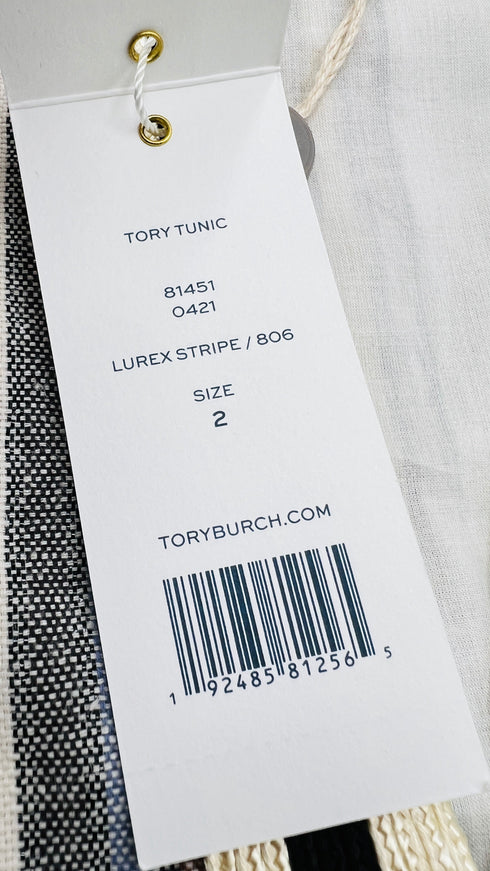 TORY TUNIC
81451
0421
LUREX STRIPE / 806
SIZE
2
TORYBURCH.COM
1 92485 81256 5